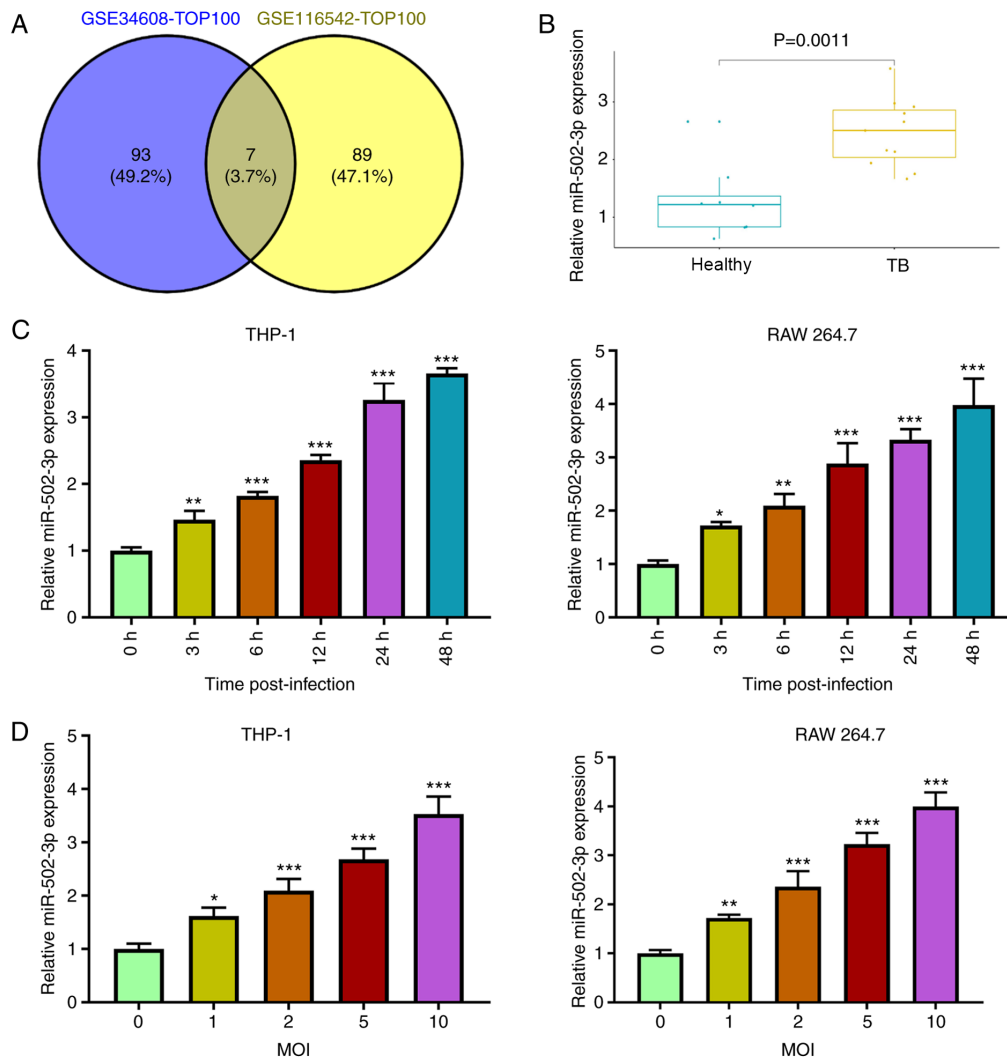 A
GSE34608-TOP100 GSE116542-TOP100
93
(49.2%)
7
(3.7%)
89
(47.1%)
B
P=0.0011
Relative miR-502-3p expression
3
2
1
Healthy TB
C
THP-1
Relative miR-502-3p expression
4
3
2
1
0
** *** *** *** ***
0 h 3 h 6 h 12 h 24 h 48 h
Time post-infection
RAW 264.7
Relative miR-502-3p expression
5
4
3
2
1
0
* ** *** *** ***
0 h 3 h 6 h 12 h 24 h 48 h
Time post-infection
D
THP-1
Relative miR-502-3p expression
5
4
3
2
1
0
* *** *** ***
0 1 2 5 10
MOI
RAW 264.7
Relative miR-502-3p expression
5
4
3
2
1
0
** *** *** ***
0 1 2 5 10
MOI